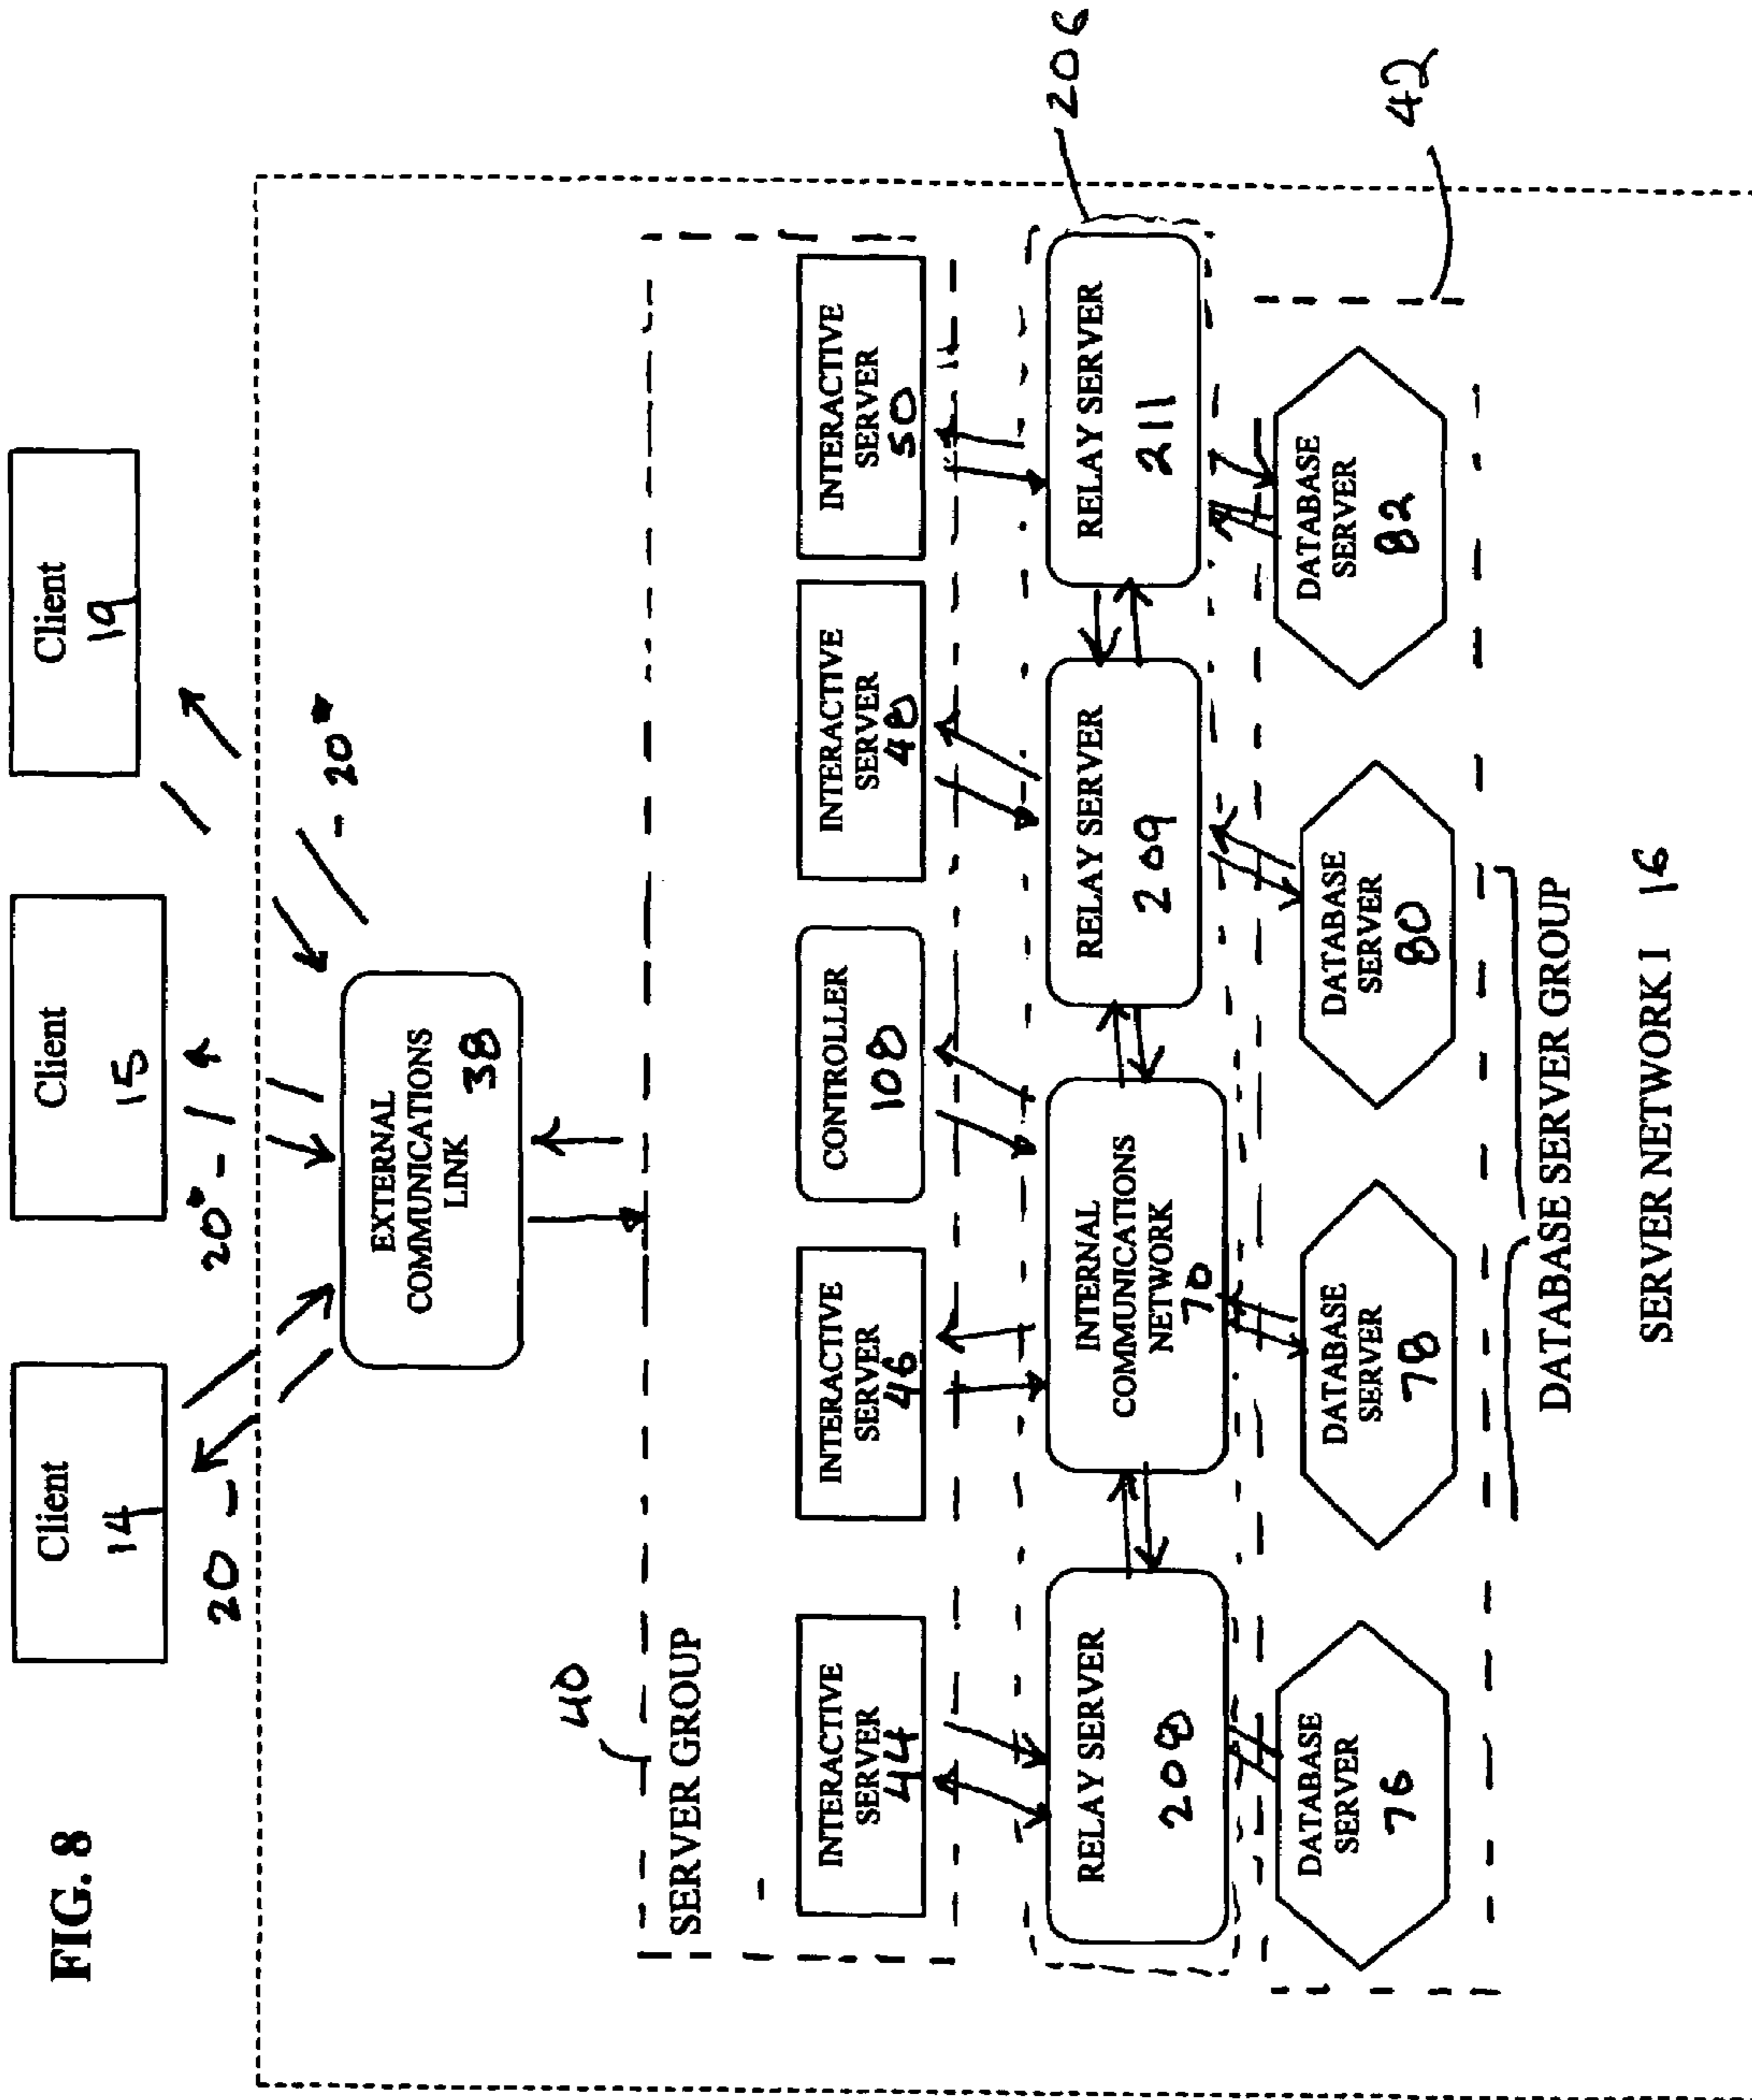 FIG. 8
Client
14
Client
15
Client
19
20
20"
20"
EXTERNAL
COMMUNICATIONS
LINK
38
40
SERVER GROUP
INTERACTIVE
SERVER
44
INTERACTIVE
SERVER
46
CONTROLLER
108
INTERACTIVE
SERVER
48
INTERACTIVE
SERVER
50
206
RELAY SERVER
208
INTERNAL
COMMUNICATIONS
NETWORK
70
RELAY SERVER
209
RELAY SERVER
211
42
DATABASE
SERVER
76
DATABASE
SERVER
78
DATABASE
SERVER
80
DATABASE
SERVER
82
DATABASE SERVER GROUP
SERVER NETWORK I 16